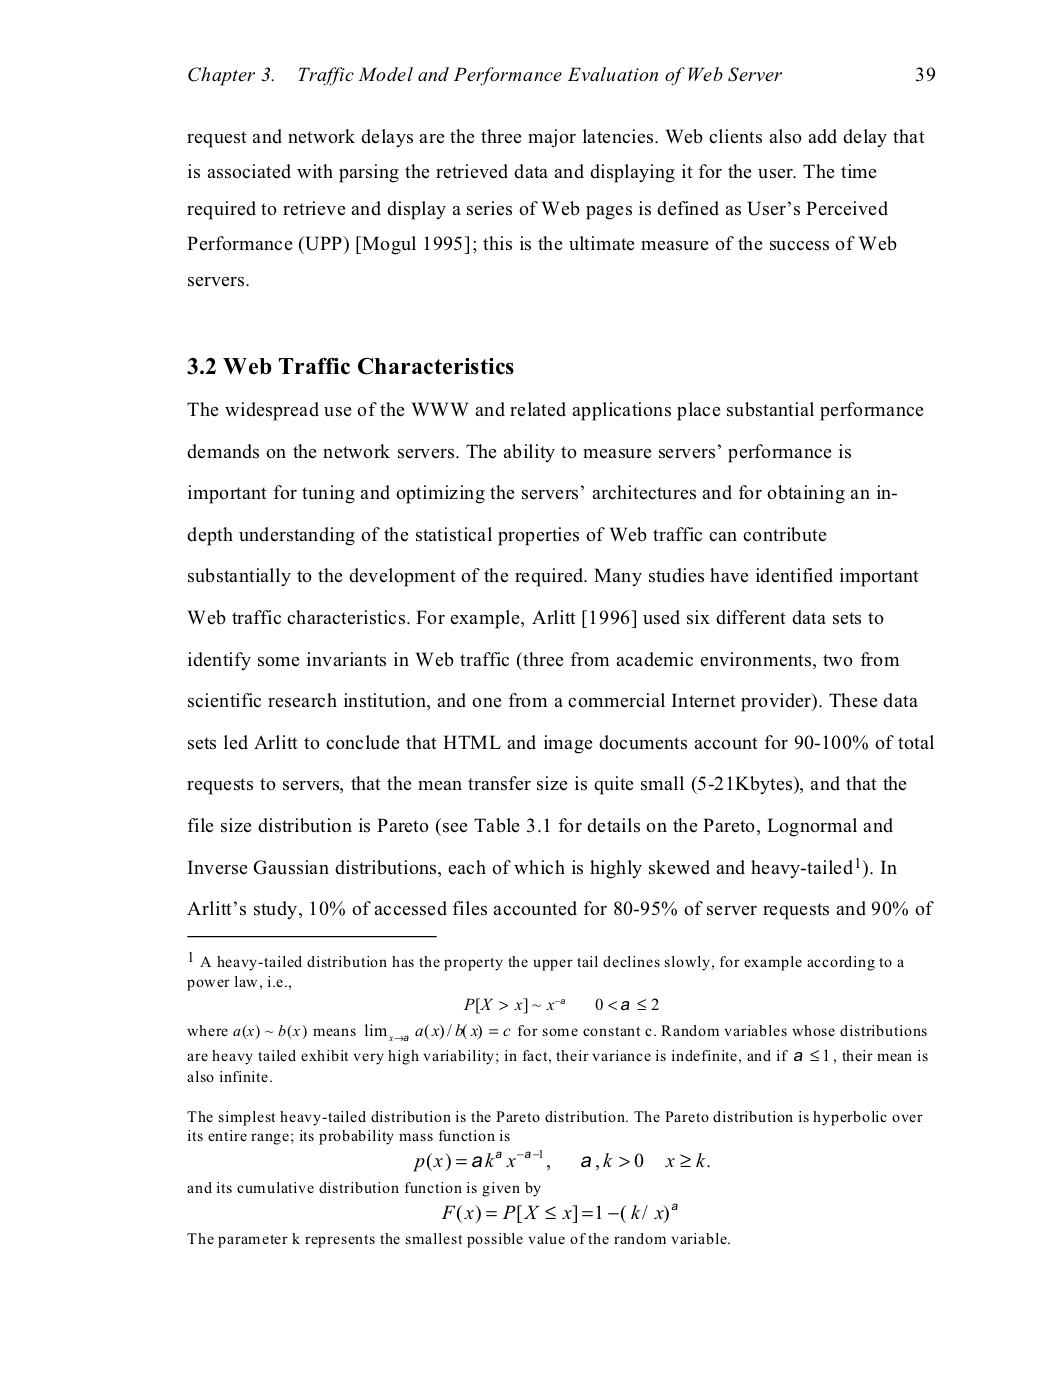 Chapter 3. Traffic Model and Performance Evaluation of Web Server 39
request and network delays are the three major latencies. Web clients also add delay that
is associated with parsing the retrieved data and displaying it for the user. The time
required to retrieve and display a series of Web pages is defined as User’s Perceived
Performance (UPP) [Mogul 1995]; this is the ultimate measure of the success of Web
servers.
3.2 Web Traffic Characteristics
The widespread use of the WWW and related applications place substantial performance
demands on the network servers. The ability to measure servers’ performance is
important for tuning and optimizing the servers’ architectures and for obtaining an in-
depth understanding of the statistical properties of Web traffic can contribute
substantially to the development of the required. Many studies have identified important
Web traffic characteristics. For example, Arlitt [1996] used six different data sets to
identify some invariants in Web traffic (three from academic environments, two from
scientific research institution, and one from a commercial Internet provider). These data
sets led Arlitt to conclude that HTML and image documents account for 90-100% of total
requests to servers, that the mean transfer size is quite small (5-21Kbytes), and that the
file size distribution is Pareto (see Table 3.1 for details on the Pareto, Lognormal and
Inverse Gaussian distributions, each of which is highly skewed and heavy-tailed¹). In
Arlitt’s study, 10% of accessed files accounted for 80-95% of server requests and 90% of
¹ A heavy-tailed distribution has the property the upper tail declines slowly, for example according to a
power law, i.e.,
P[X > x] ~ x^{-a} 0 < a ≤ 2
where a(x) ~ b(x) means lim_{x→a} a(x) / b(x) = c for some constant c. Random variables whose distributions
are heavy tailed exhibit very high variability; in fact, their variance is indefinite, and if a ≤ 1, their mean is
also infinite.
The simplest heavy-tailed distribution is the Pareto distribution. The Pareto distribution is hyperbolic over
its entire range; its probability mass function is
p(x) = a k^a x^{-a-1}, a, k > 0 x ≥ k.
and its cumulative distribution function is given by
F(x) = P[X ≤ x] = 1 − (k / x)^a
The parameter k represents the smallest possible value of the random variable.